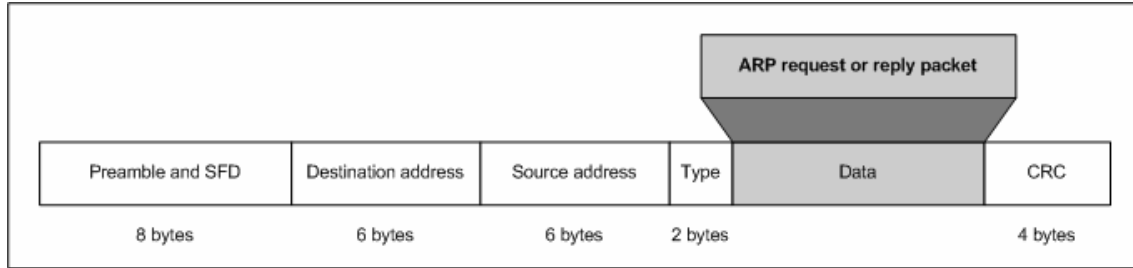 ARP request or reply packet
Preamble and SFD Destination address Source address Type Data CRC
8 bytes 6 bytes 6 bytes 2 bytes 4 bytes